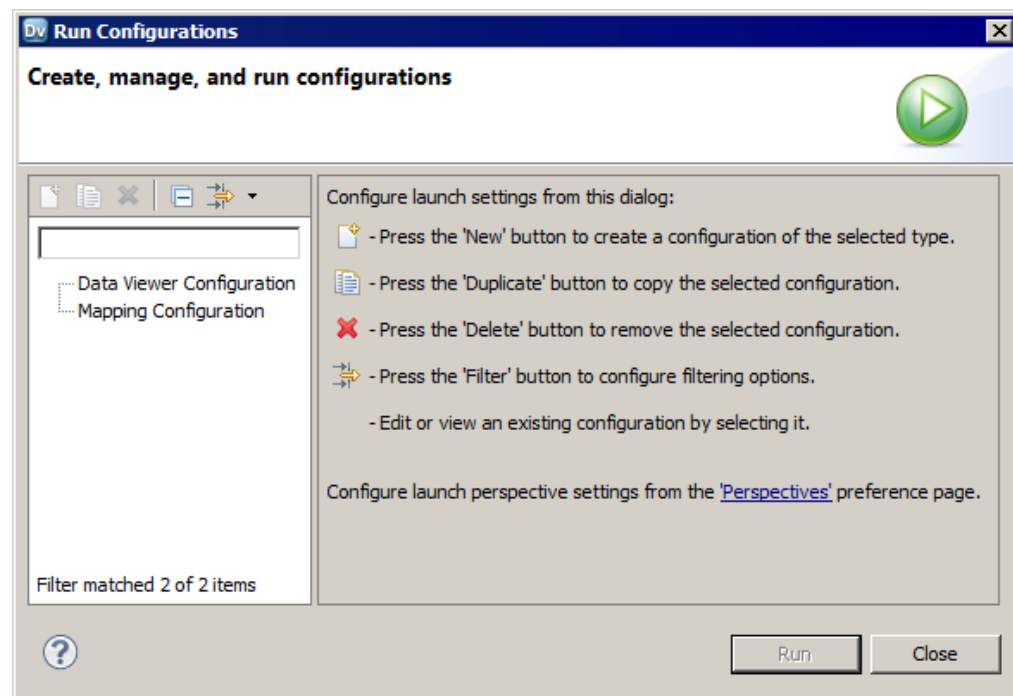 Dv Run Configurations
Create, manage, and run configurations
Configure launch settings from this dialog:
- Press the 'New' button to create a configuration of the selected type.
- Press the 'Duplicate' button to copy the selected configuration.
- Press the 'Delete' button to remove the selected configuration.
- Press the 'Filter' button to configure filtering options.
- Edit or view an existing configuration by selecting it.
Configure launch perspective settings from the 'Perspectives' preference page.
Data Viewer Configuration
Mapping Configuration
Filter matched 2 of 2 items
?
Run
Close